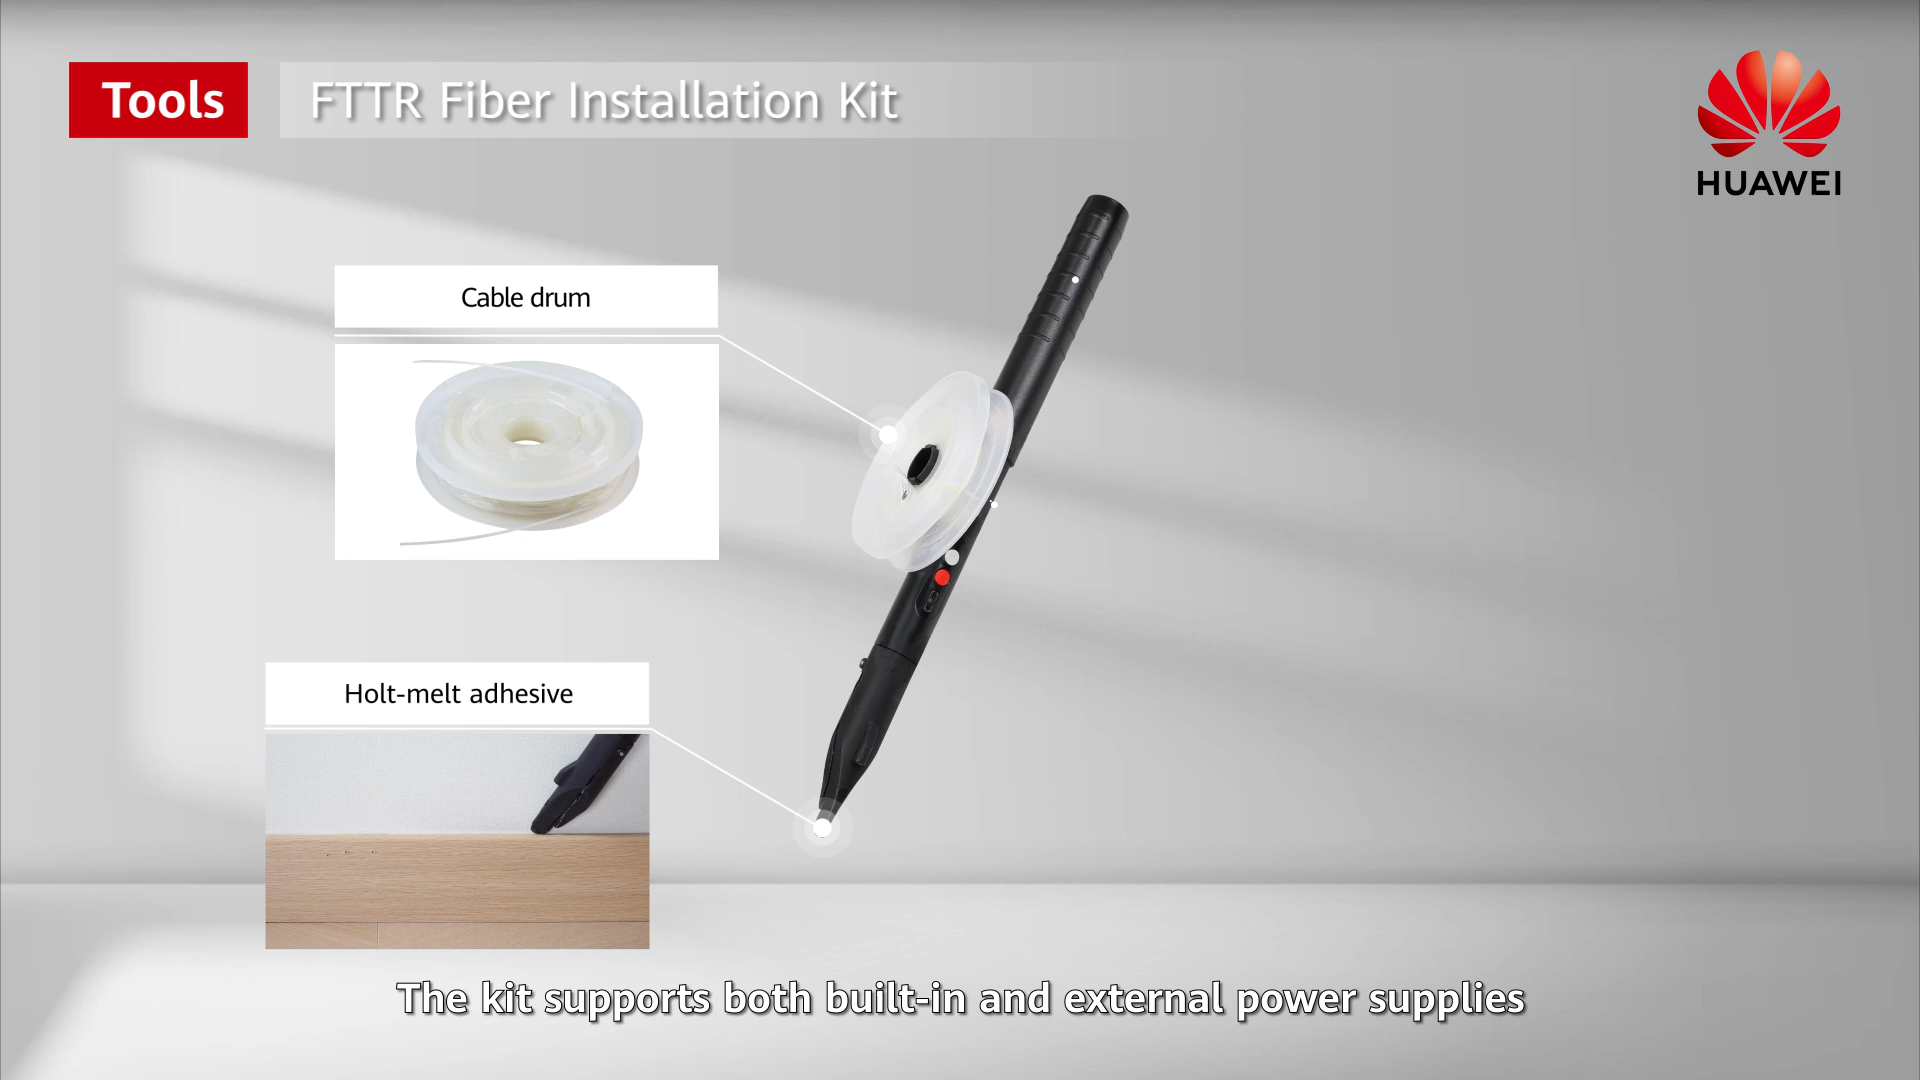 Tools
FTTR Fiber Installation Kit
HUAWEI
Cable drum
Holt-melt adhesive
The kit supports both built-in and external power supplies